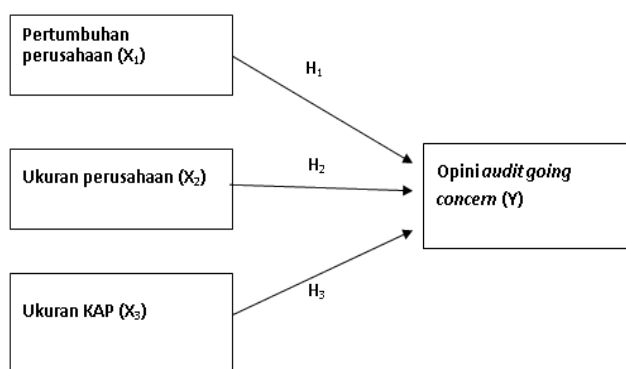 Pertumbuhan
perusahaan (X₁)
H₁
Ukuran perusahaan (X₂)
H₂
Opini audit going
concern (Y)
Ukuran KAP (X₃)
H₃